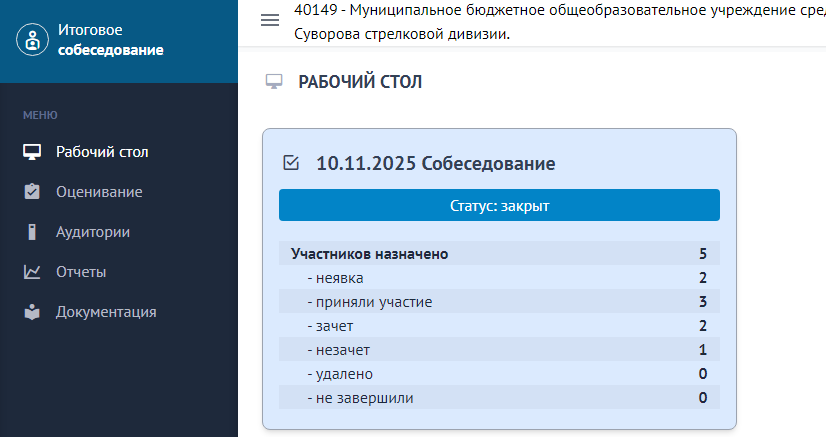 Итоговое
собеседование
40149 - Муниципальное бюджетное общеобразовательное учреждение
Суворова стрелковой дивизии.
МЕНЮ
Рабочий стол
Оценивание
Аудитории
Отчеты
Документация
РАБОЧИЙ СТОЛ
10.11.2025 Собеседование
Статус: закрыт
Участников назначено 5
- неявка 2
- приняли участие 3
- зачет 2
- незачет 1
- удалено 0
- не завершили 0